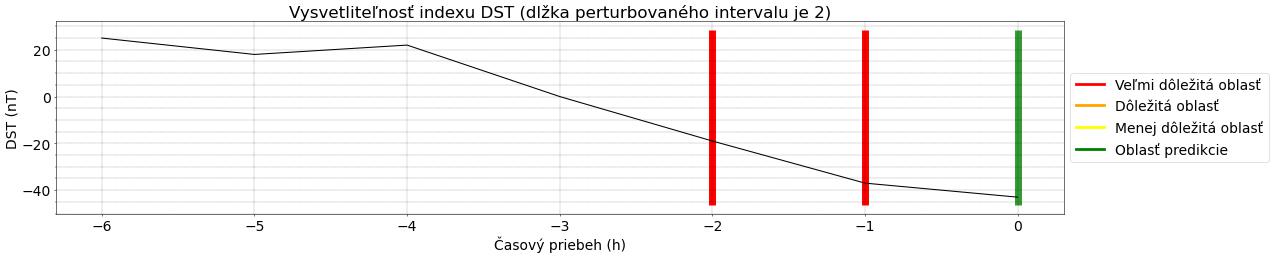 Vysvetliteľnosť indexu DST (dĺžka perturbovaného intervalu je 2)
DST (nT)
20
0
−20
−40
−6 −5 −4 −3 −2 −1 0
Časový priebeh (h)
Veľmi dôležitá oblasť
Dôležitá oblasť
Menej dôležitá oblasť
Oblasť predikcie